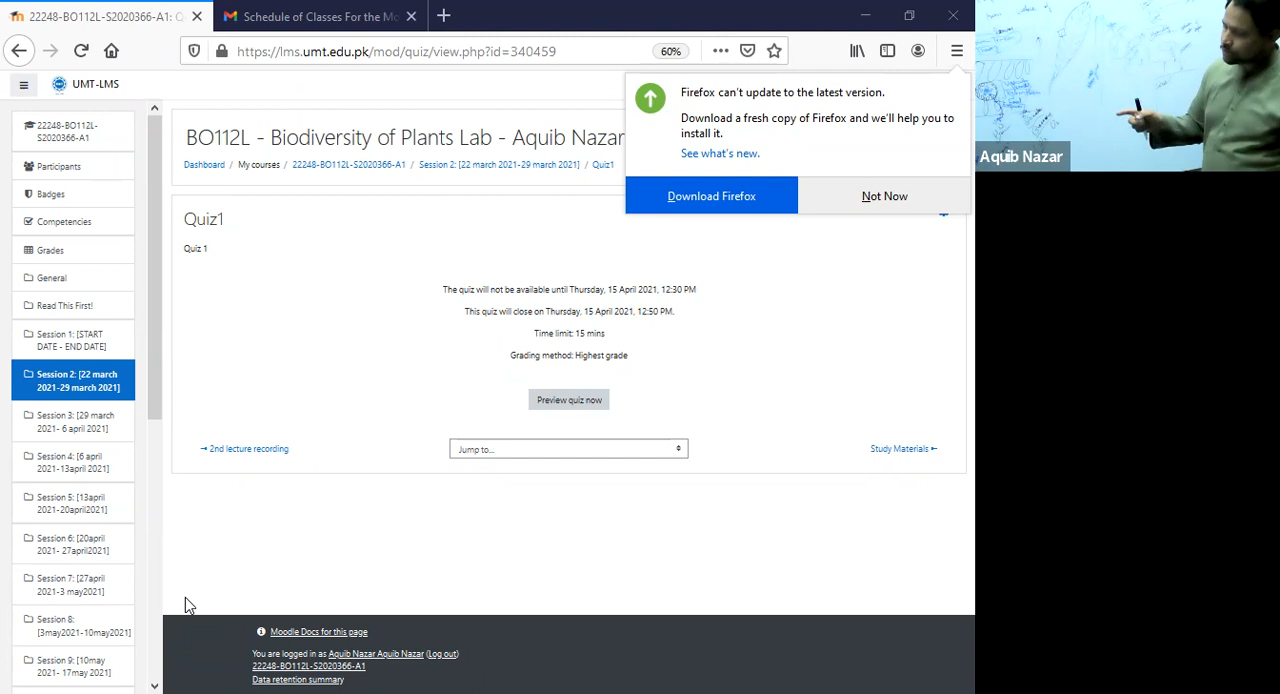 22248-BO112L-S2020366-A1: Q
Schedule of Classes For the Mo
https://lms.umt.edu.pk/mod/quiz/view.php?id=340459
60%
UMT-LMS
Firefox can't update to the latest version.
Download a fresh copy of Firefox and we'll help you to
install it.
See what's new.
Download Firefox
Not Now
Aquib Nazar
22248-BO112L-
S2020366-A1
Participants
Badges
Competencies
Grades
General
Read This First!
Session 1: [START
DATE - END DATE]
Session 2: [22 march
2021-29 march 2021]
Session 3: [29 march
2021- 6 april 2021]
Session 4: [6 april
2021-13april 2021]
Session 5: [13april
2021-20april2021]
Session 6: [20april
2021- 27april2021]
Session 7: [27april
2021-3 may2021]
Session 8:
[3may2021-10may2021]
Session 9: [10may
2021- 17may 2021]
BO112L - Biodiversity of Plants Lab - Aquib Nazar
Dashboard / My courses / 22248-BO112L-S2020366-A1 / Session 2: [22 march 2021-29 march 2021] / Quiz1
Quiz1
Quiz 1
The quiz will not be available until Thursday, 15 April 2021, 12:30 PM
This quiz will close on Thursday, 15 April 2021, 12:50 PM.
Time limit: 15 mins
Grading method: Highest grade
Preview quiz now
2nd lecture recording
Jump to...
Study Materials
Moodle Docs for this page
You are logged in as Aquib Nazar Aquib Nazar (Log out)
22248-BO112L-S2020366-A1
Data retention summary